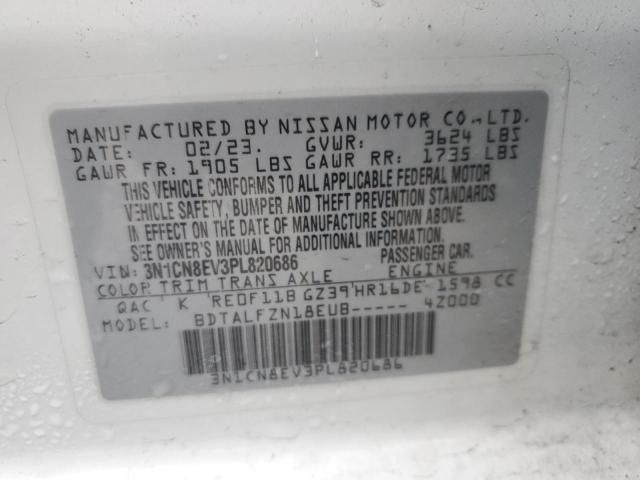 MANUFACTURED BY NISSAN MOTOR CO.,LTD.
DATE: 02/23. GVWR: 3624 LBS
GAWR FR: 1905 LBS GAWR RR: 1735 LBS
THIS VEHICLE CONFORMS TO ALL APPLICABLE FEDERAL MOTOR
VEHICLE SAFETY, BUMPER AND THEFT PREVENTION STANDARDS
IN EFFECT ON THE DATE OF MANUFACTURE SHOWN ABOVE.
SEE OWNER'S MANUAL FOR ADDITIONAL INFORMATION.
VIN: 3N1CN8EV3PL820686 PASSENGER CAR.
COLOR TRIM TRANS AXLE ENGINE
QAC K RE0F11B GZ39 HR16DE 1598 CC
MODEL: BDTALFZN18EUB----- 4Z000
3N1CN8EV3PL820686